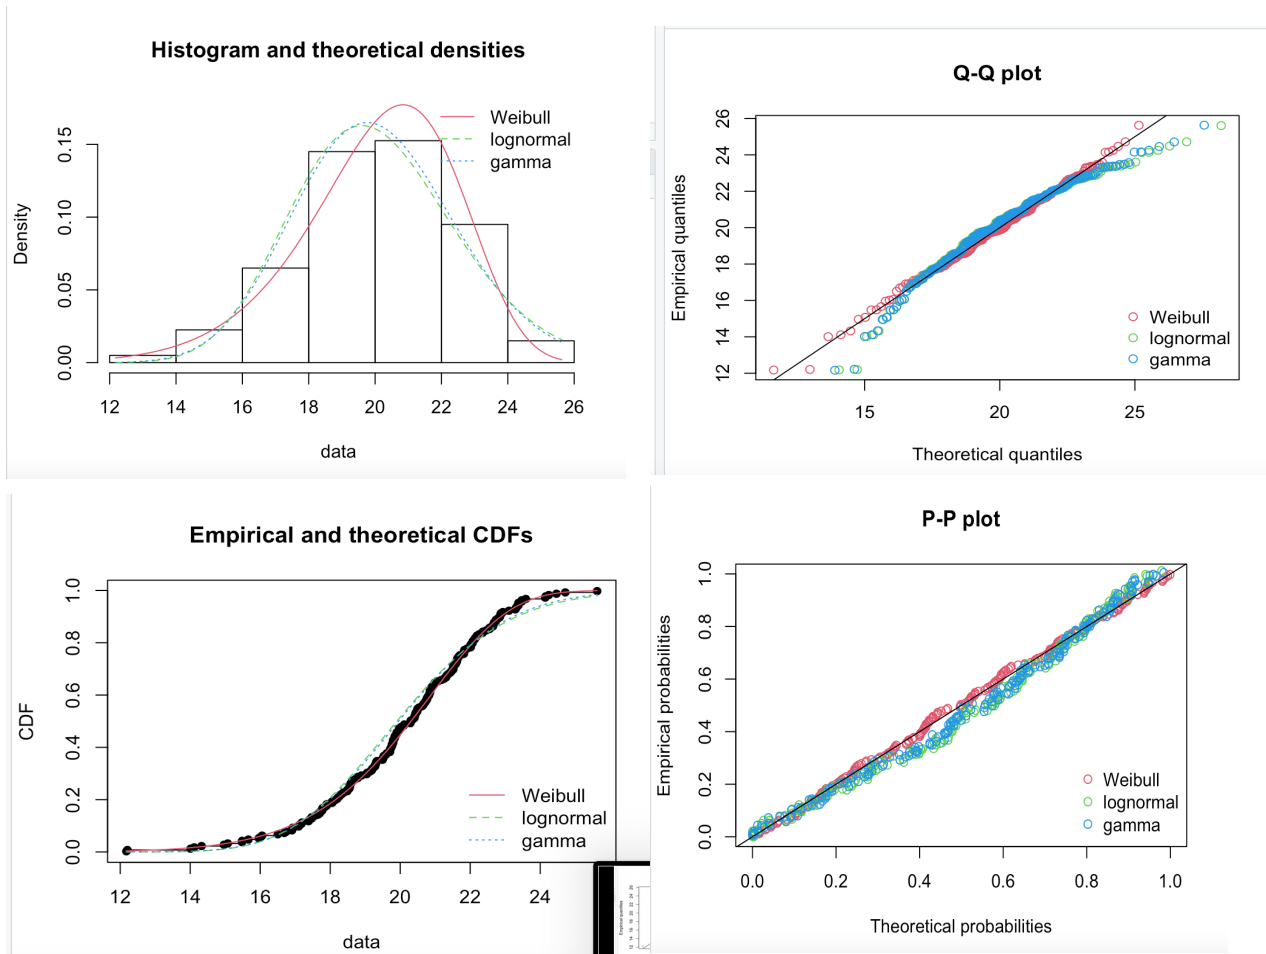 Histogram and theoretical densities
Density
0.00
0.05
0.10
0.15
Weibull
lognormal
gamma
12 14 16 18 20 22 24 26
data
Q-Q plot
Empirical quantiles
12
14
16
18
20
22
24
26
Weibull
lognormal
gamma
15 20 25
Theoretical quantiles
Empirical and theoretical CDFs
CDF
0.0
0.2
0.4
0.6
0.8
1.0
Weibull
lognormal
gamma
12 14 16 18 20 22 24
data
P-P plot
Empirical probabilities
0.0
0.2
0.4
0.6
0.8
1.0
Weibull
lognormal
gamma
0.0 0.2 0.4 0.6 0.8 1.0
Theoretical probabilities